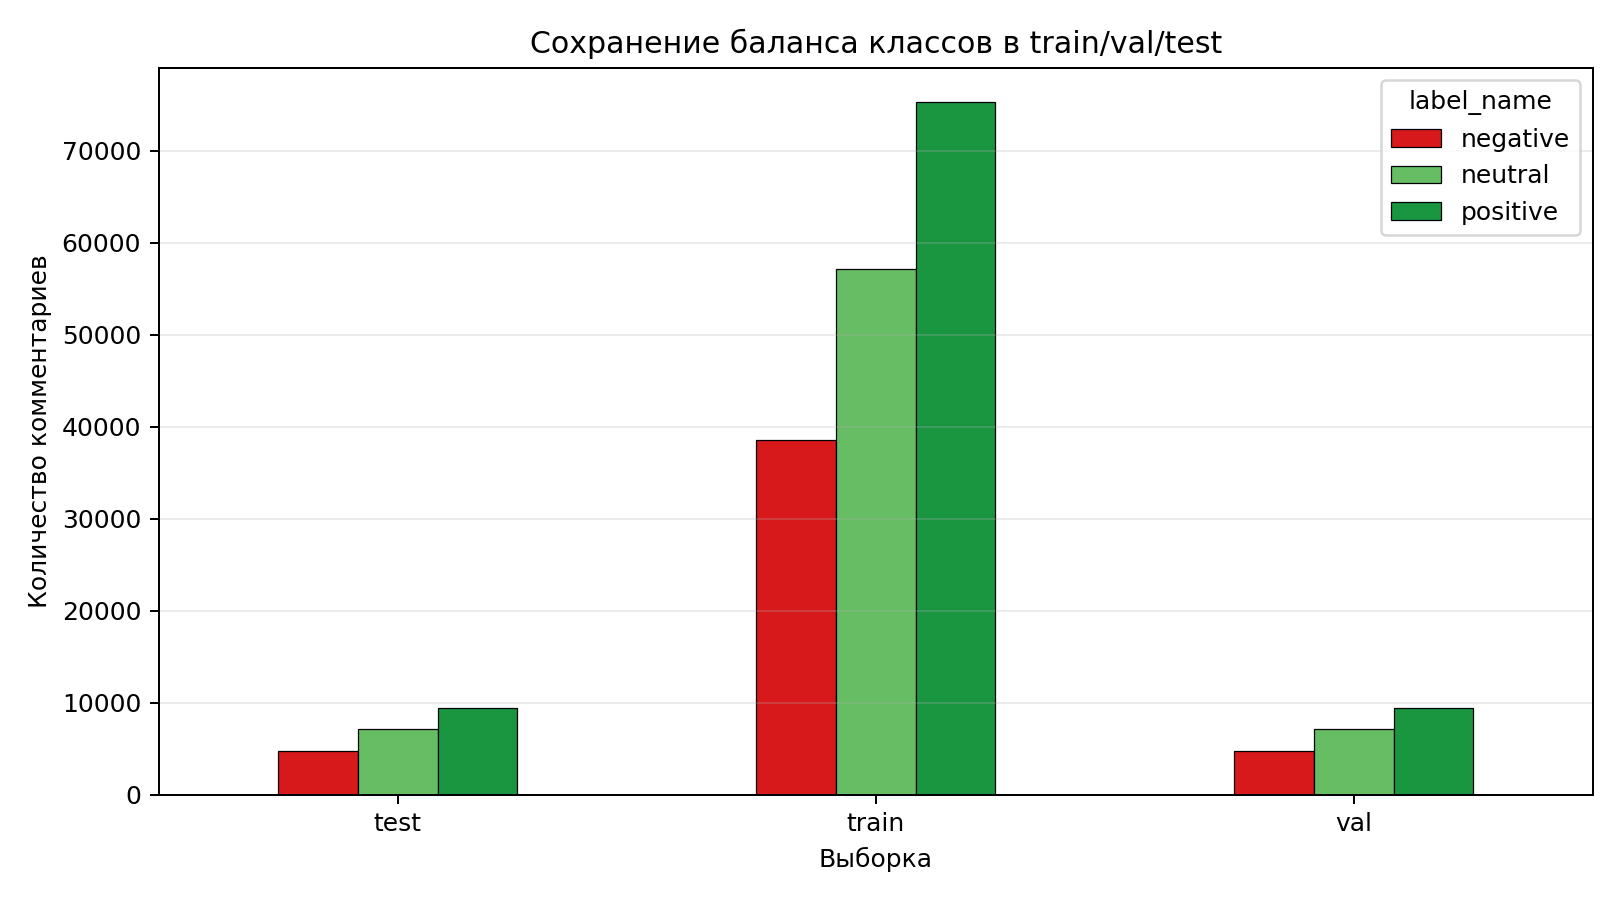 Сохранение баланса классов в train/val/test
label_name
negative
neutral
positive
Количество комментариев
70000
60000
50000
40000
30000
20000
10000
0
test
train
val
Выборка